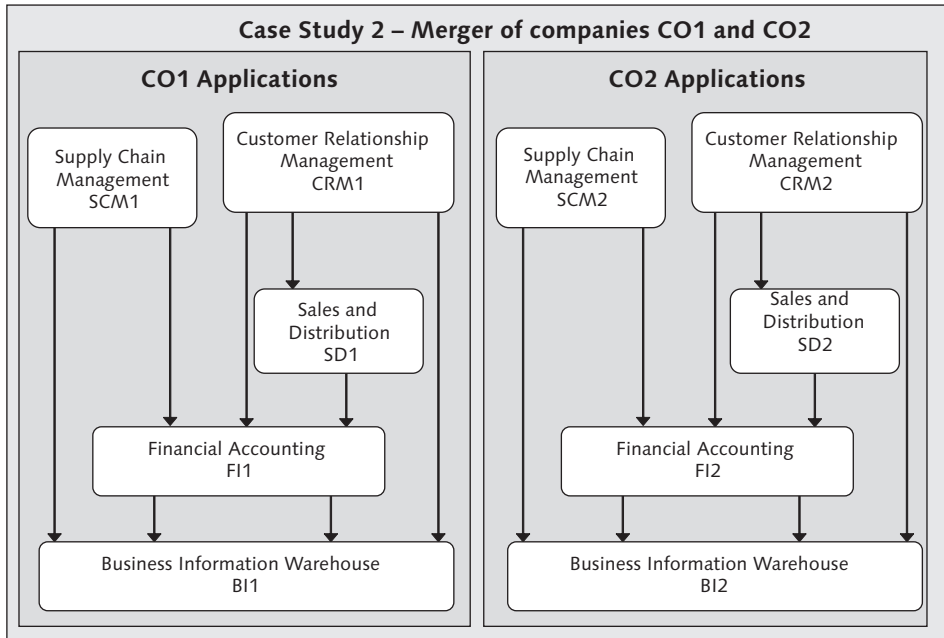 Case Study 2 – Merger of companies CO1 and CO2
CO1 Applications
Supply Chain
Management
SCM1
Customer Relationship
Management
CRM1
Sales and
Distribution
SD1
Financial Accounting
FI1
Business Information Warehouse
BI1
CO2 Applications
Supply Chain
Management
SCM2
Customer Relationship
Management
CRM2
Sales and
Distribution
SD2
Financial Accounting
FI2
Business Information Warehouse
BI2